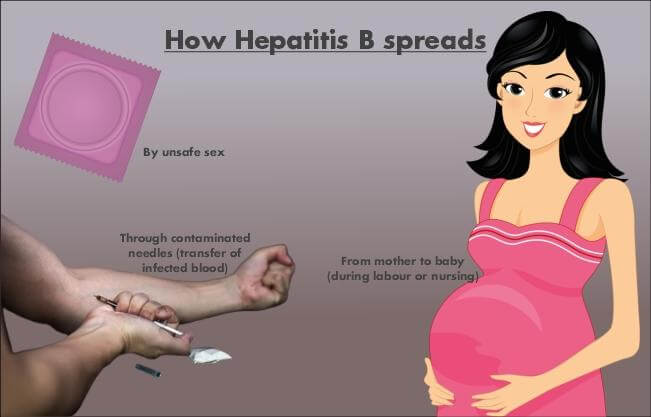 How Hepatitis B spreads
By unsafe sex
Through contaminated
needles (transfer of
infected blood)
From mother to baby
(during labour or nursing)